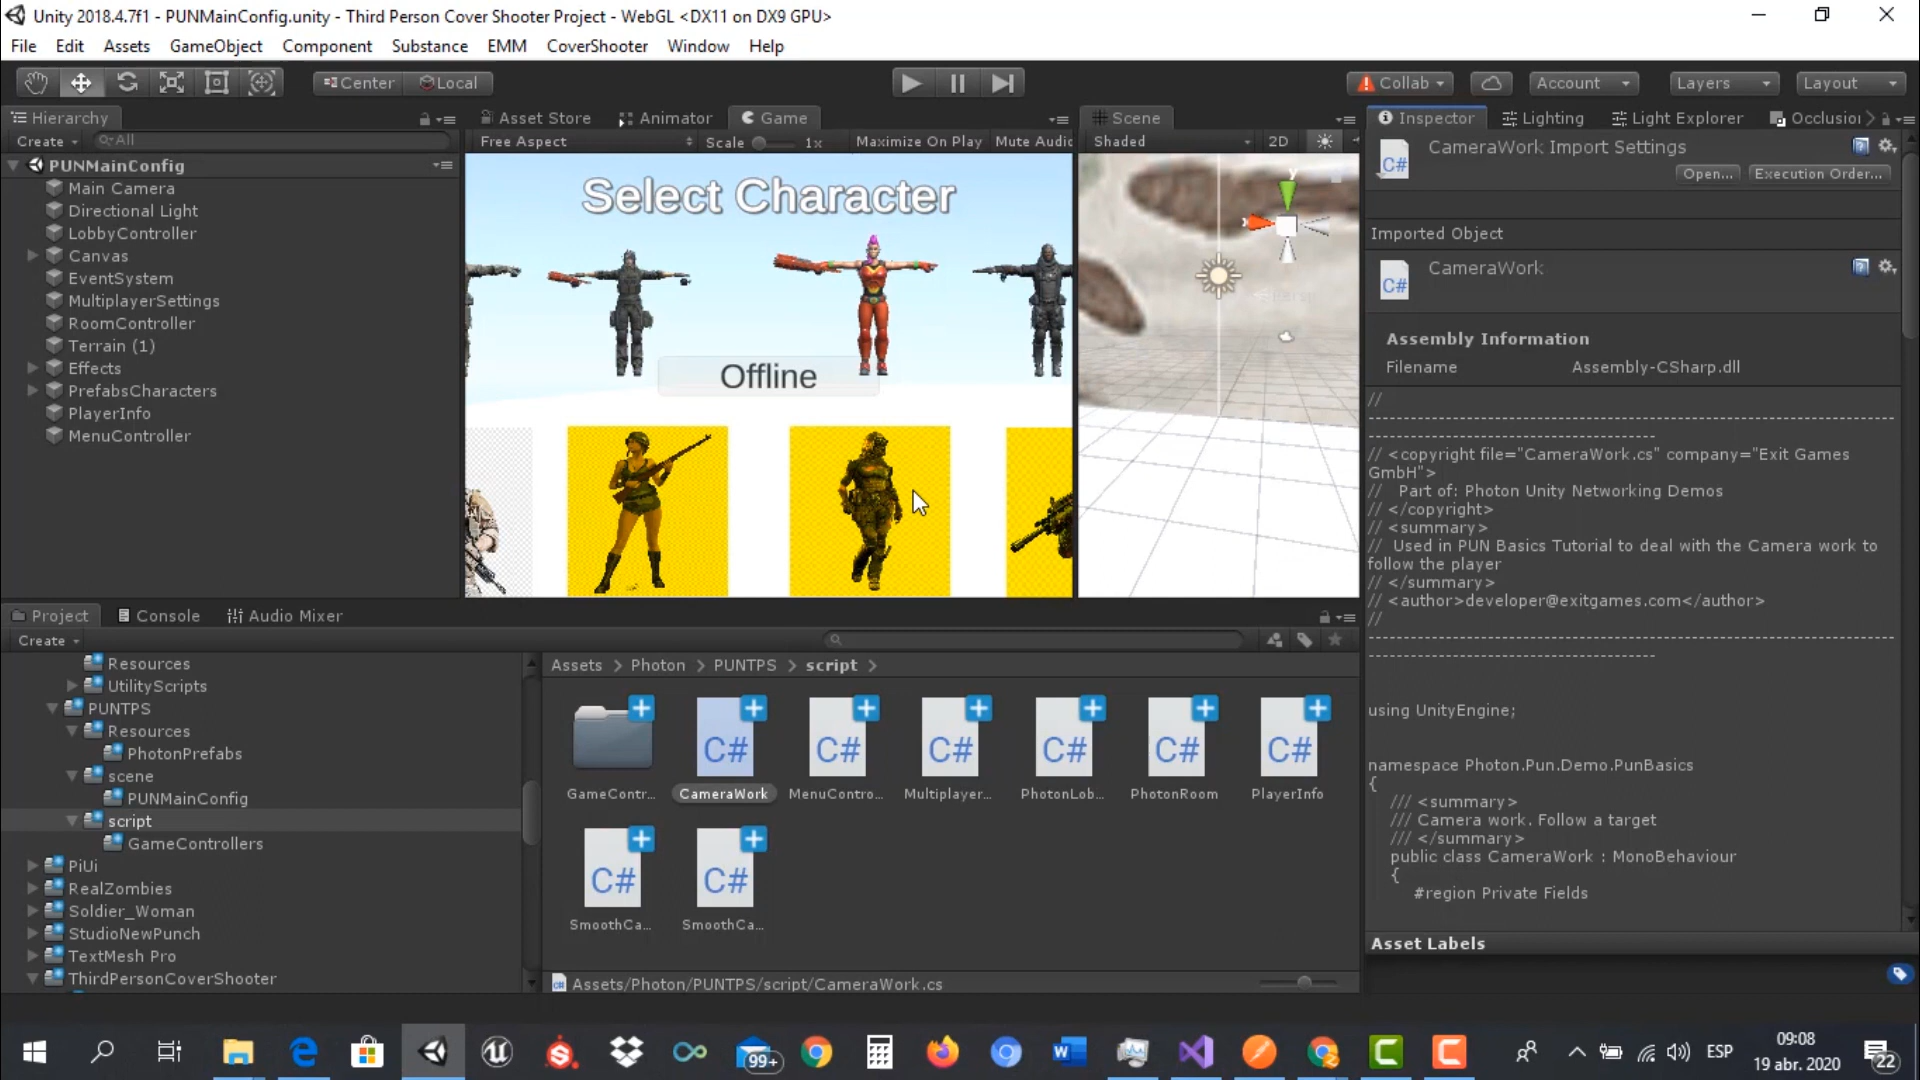 Unity 2018.4.7f1 - PUNMainConfig.unity - Third Person Cover Shooter Project - WebGL <DX11 on DX9 GPU>
File Edit Assets GameObject Component Substance EMM CoverShooter Window Help
Center Local Collab Account Layers Layout
Hierarchy
Create All
PUNMainConfig
Main Camera
Directional Light
LobbyController
Canvas
EventSystem
MultiplayerSettings
RoomController
Terrain (1)
Effects
PrefabsCharacters
PlayerInfo
MenuController
Asset Store Animator Game
Free Aspect Scale 1x Maximize On Play Mute Audio
Select Character
Offline
Scene
Shaded 2D
y
Inspector Lighting Light Explorer Occlusion
CameraWork Import Settings
Open... Execution Order...
Imported Object
CameraWork
C#
C#
Assembly Information
Filename Assembly-CSharp.dll
//
--------------------------------------------------------------------
// <copyright file="CameraWork.cs" company="Exit Games
GmbH">
// Part of: Photon Unity Networking Demos
// </copyright>
// <summary>
// Used in PUN Basics Tutorial to deal with the Camera work to
follow the player
// </summary>
// <author>developer@exitgames.com</author>
//
--------------------------------------------------------------------
using UnityEngine;
namespace Photon.Pun.Demo.PunBasics
{
/// <summary>
/// Camera work. Follow a target
/// </summary>
public class CameraWork : MonoBehaviour
{
#region Private Fields
Asset Labels
Project Console Audio Mixer
Create
Resources
UtilityScripts
PUNTPS
Resources
PhotonPrefabs
scene
PUNMainConfig
script
GameControllers
PiUi
RealZombies
Soldier_Woman
StudioNewPunch
TextMesh Pro
ThirdPersonCoverShooter
Assets > Photon > PUNTPS > script >
C# C# C# C# C# C#
GameContr... CameraWork MenuContro... Multiplayer... PhotonLob... PhotonRoom PlayerInfo
C# C#
SmoothCa... SmoothCa...
Assets/Photon/PUNTPS/script/CameraWork.cs
99+
ESP
09:08
19 abr. 2020
22